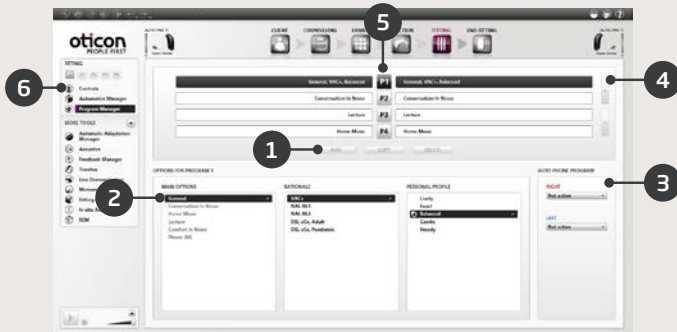 oticon
PEOPLE FIRST
CLIENT
COUNSELLING
FITTING
END FITTING
5
FITTING
6
Controls
Automatics Manager
Program Manager
MORE TOOLS
Automatic Adaptation Manager
Acoustics
Feedback Manager
General, VAC+, Balanced P1 General, VAC+, Balanced
4
Conversation in Noise P2 Conversation in Noise
Lecture P3 Lecture
Home Music P4 Home Music
1
ADD COPY DELETE
OPTIONS FOR PROGRAM 1
2
MAIN OPTIONS
General
Conversation in Noise
Home Music
Lecture
Comfort in Noise
Phone (M)
RATIONALE
VAC+
NAL NL1
NAL NL2
DSL v5a, Adult
DSL v5a, Paediatric
PERSONAL PROFILE
Lively
Balanced
Gentle
Steady
AUTO PHONE PROGRAM
3
RIGHT
Not active
LEFT
Not active
REM